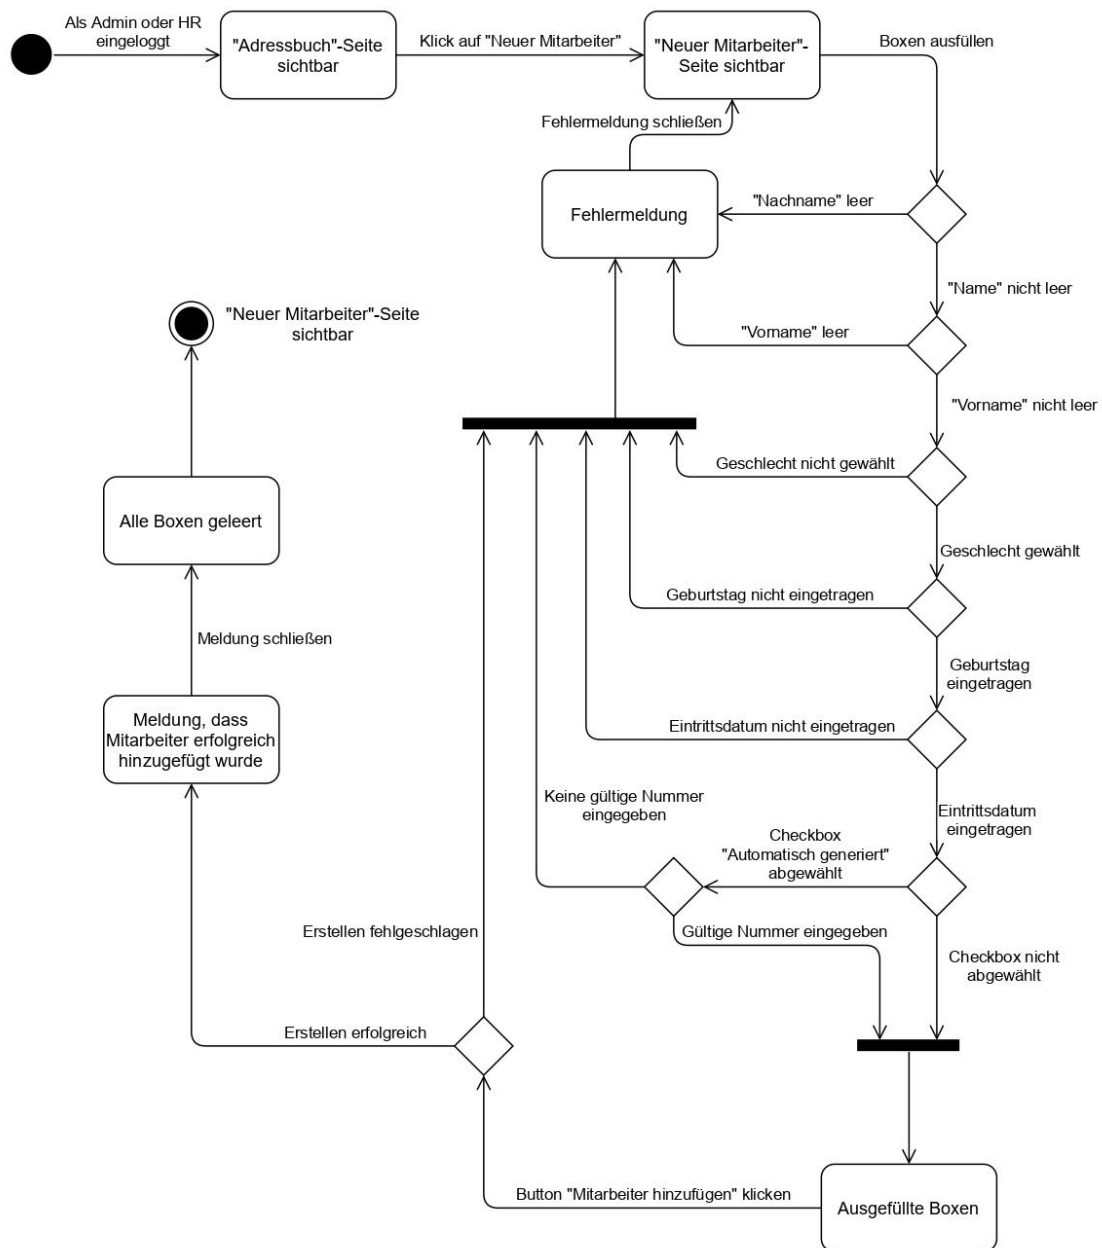 Als Admin oder HR
eingeloggt
"Adressbuch"-Seite
sichtbar
Klick auf "Neuer Mitarbeiter"
"Neuer Mitarbeiter"-
Seite sichtbar
Boxen ausfüllen
Fehlermeldung schließen
Fehlermeldung
"Nachname" leer
"Name" nicht leer
"Neuer Mitarbeiter"-Seite
sichtbar
"Vorname" leer
"Vorname" nicht leer
Geschlecht nicht gewählt
Alle Boxen geleert
Geschlecht gewählt
Geburtstag nicht eingetragen
Meldung schließen
Geburtstag
eingetragen
Meldung, dass
Mitarbeiter erfolgreich
hinzugefügt wurde
Eintrittsdatum nicht eingetragen
Keine gültige Nummer
eingegeben
Eintrittsdatum
eingetragen
Checkbox
"Automatisch generiert"
abgewählt
Erstellen fehlgeschlagen
Gültige Nummer eingegeben
Checkbox nicht
abgewählt
Erstellen erfolgreich
Button "Mitarbeiter hinzufügen" klicken
Ausgefüllte Boxen